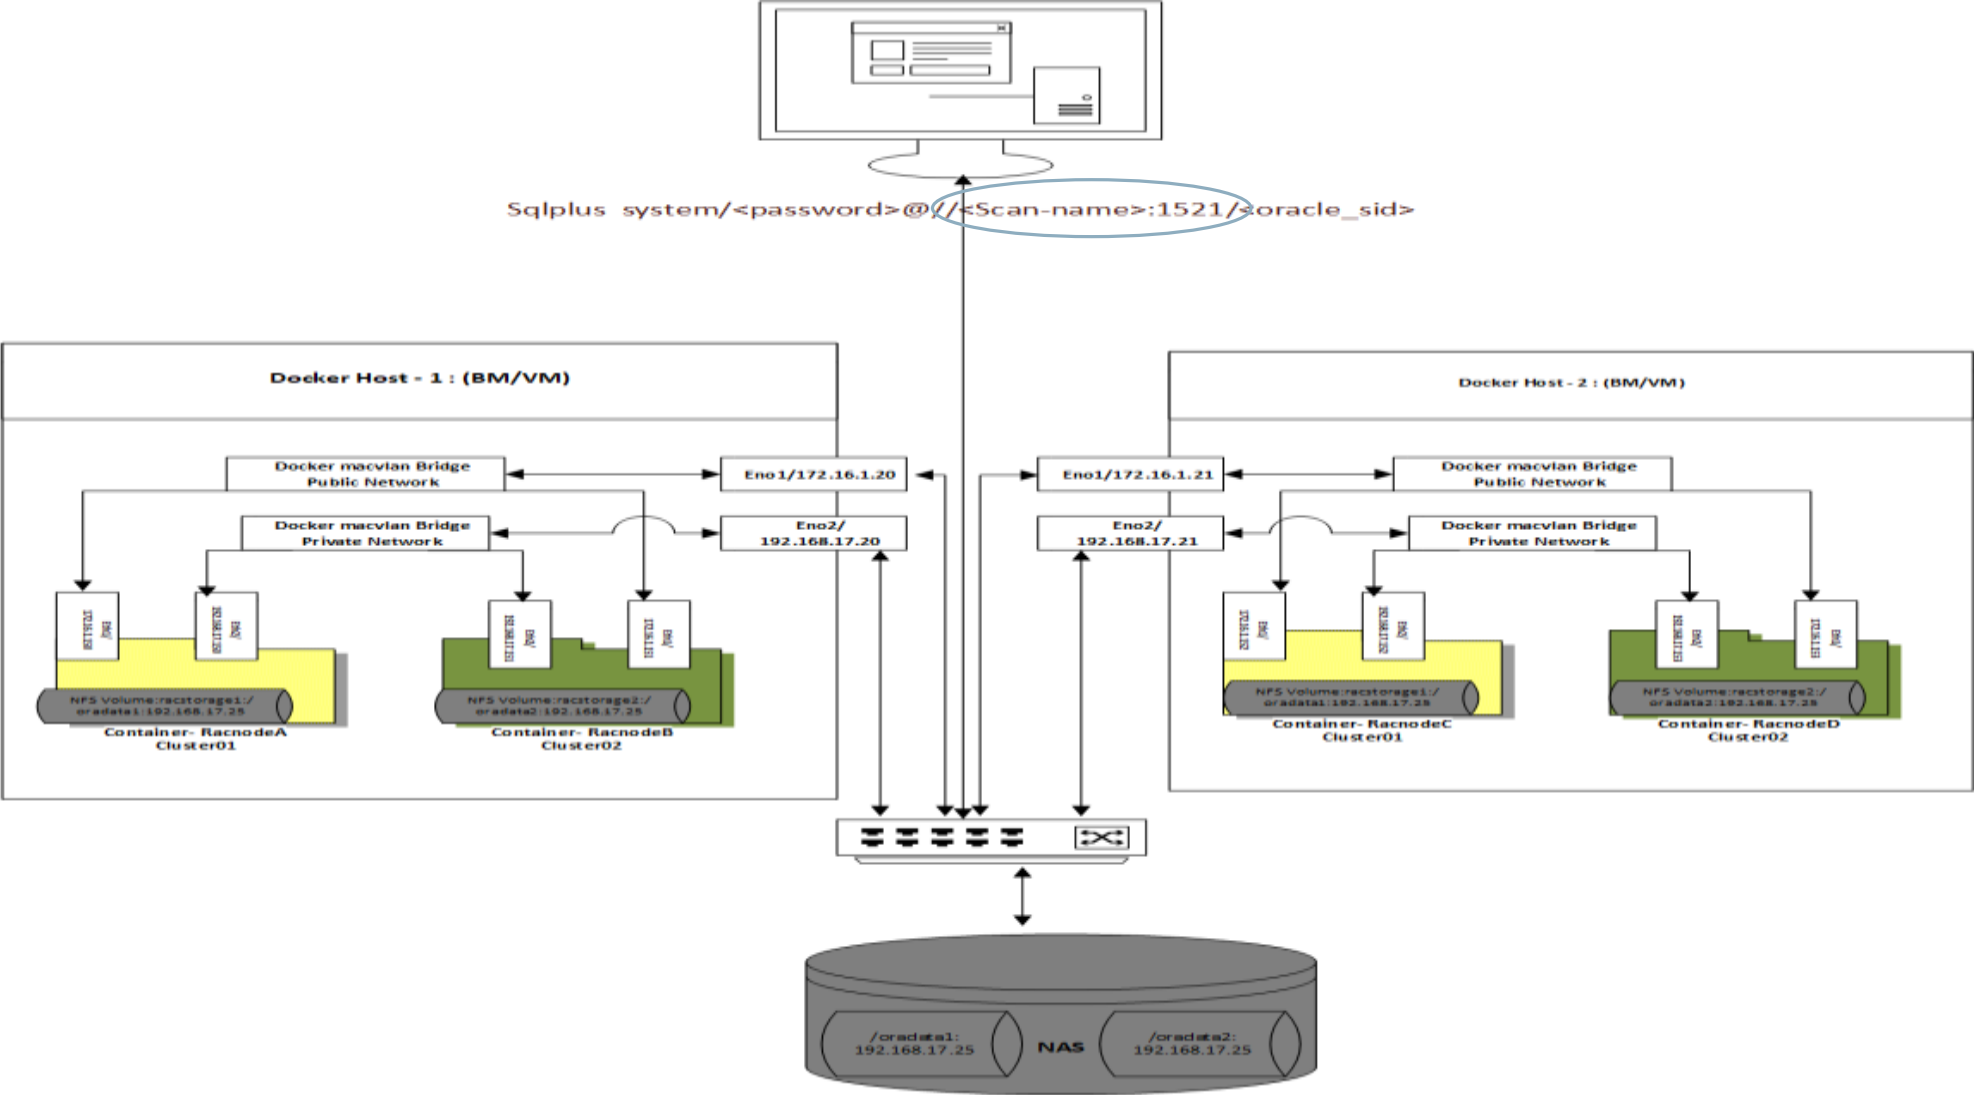 Sqlplus system/<password>@//<Scan-name>:1521/<oracle_sid>
Docker Host - 1 : (BM/VM)
Docker macvlan Bridge
Public Network
Eno1/172.16.1.20
Docker macvlan Bridge
Private Network
Eno2/
192.168.17.20
NFS Volume:racstorage1:/
oradata1:192.168.17.25
Container- RacnodeA
Cluster01
NFS Volume:racstorage2:/
oradata2:192.168.17.25
Container- RacnodeB
Cluster02
Docker Host - 2 : (BM/VM)
Eno1/172.16.1.21
Docker macvlan Bridge
Public Network
Eno2/
192.168.17.21
Docker macvlan Bridge
Private Network
NFS Volume:racstorage1:/
oradata1:192.168.17.25
Container- RacnodeC
Cluster01
NFS Volume:racstorage2:/
oradata2:192.168.17.25
Container- RacnodeD
Cluster02
/oradata1:
192.168.17.25
NAS
/oradata2:
192.168.17.25